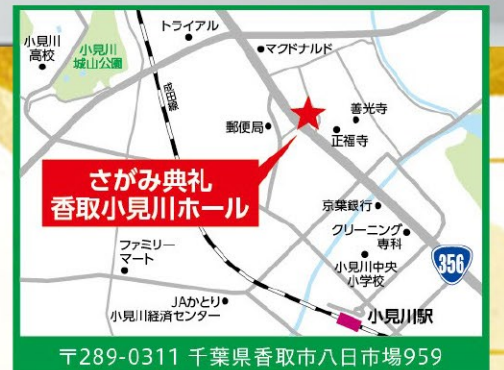 トライアル
小見川
高校
小見川
城山公園
マクドナルド
成田線
善光寺
郵便局
正福寺
さがみ典礼
香取小見川ホール
京葉銀行
クリーニング
専科
ファミリー
マート
小見川中央
小学校
356
JAかとり
小見川経済センター
小見川駅
〒289-0311 千葉県香取市八日市場959